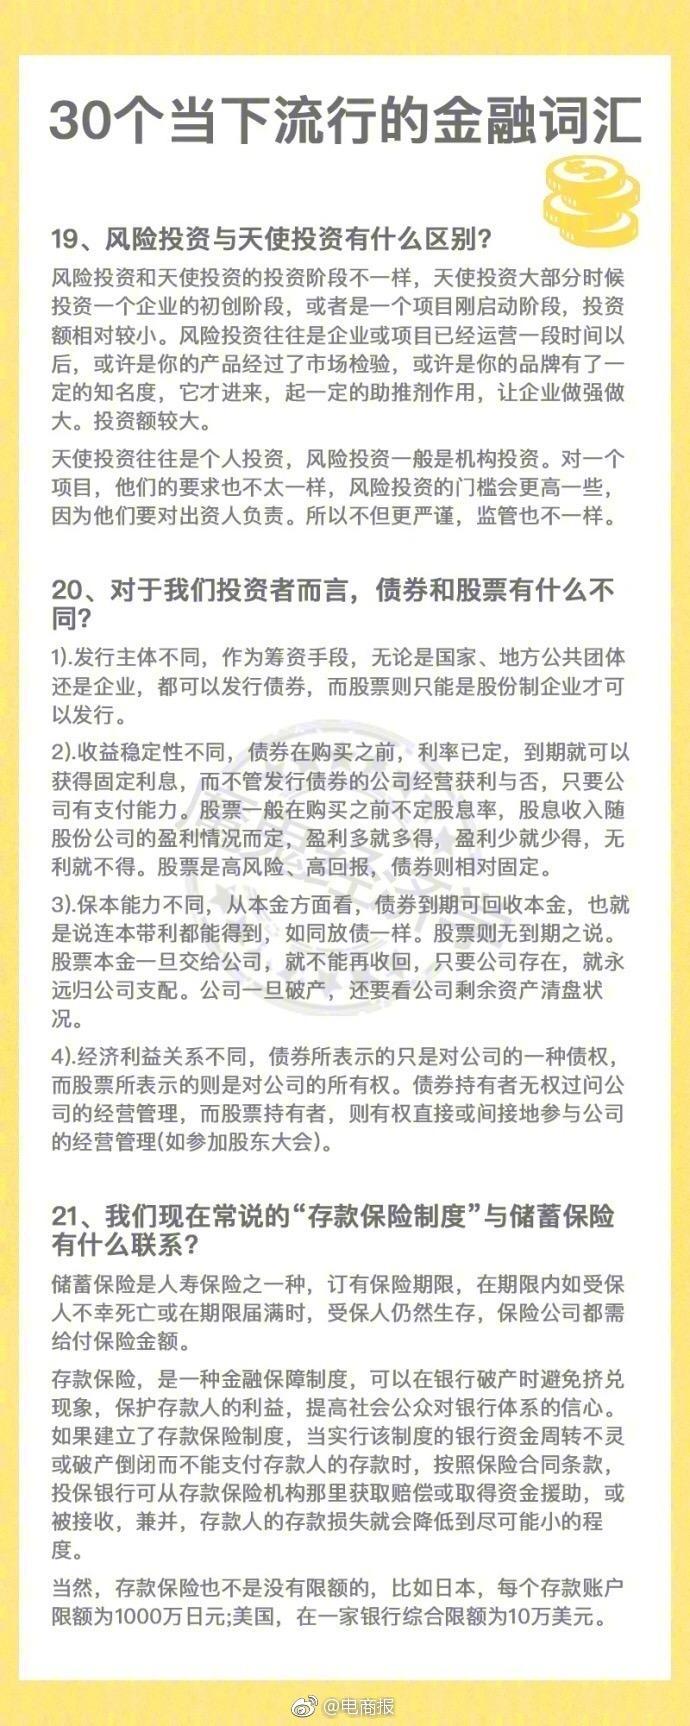 30个当下流行的金融词汇
19、风险投资与天使投资有什么区别?
风险投资和天使投资的投资阶段不一样，天使投资大部分时候
投资一个企业的初创阶段，或者是一个项目刚启动阶段，投资
额相对较小。风险投资往往是企业或项目已经运营一段时间以
后，或许是你的产品经过了市场检验，或许是你的品牌有了一
定的知名度，它才进来，起一定的助推剂作用，让企业做强做
大。投资额较大。
天使投资往往是个人投资，风险投资一般是机构投资。对一个
项目，他们的要求也不太一样，风险投资的门槛会更高一些，
因为他们要对出资人负责。所以不但更严谨，监管也不一样。
20、对于我们投资者而言，债券和股票有什么不
同?
1).发行主体不同，作为筹资手段，无论是国家、地方公共团体
还是企业，都可以发行债券，而股票则只能是股份制企业才可
以发行。
2).收益稳定性不同，债券在购买之前，利率已定，到期就可以
获得固定利息，而不管发行债券的公司经营获利与否，只要公
司有支付能力。股票一般在购买之前不定股息率，股息收入随
股份公司的盈利情况而定，盈利多就多得，盈利少就少得，无
利就不得。股票是高风险、高回报，债券则相对固定。
3).保本能力不同，从本金方面看，债券到期可回收本金，也就
是说连本带利都能得到，如同放债一样。股票则无到期之说。
股票本金一旦交给公司，就不能再收回，只要公司存在，就永
远归公司支配。公司一旦破产，还要看公司剩余资产清盘状
况。
4).经济利益关系不同，债券所表示的只是对公司的一种债权，
而股票所表示的则是对公司的所有权。债券持有者无权过问公
司的经营管理，而股票持有者，则有权直接或间接地参与公司
的经营管理(如参加股东大会)。
21、我们现在常说的“存款保险制度”与储蓄保险
有什么联系?
储蓄保险是人寿保险之一种，订有保险期限，在期限内如受保
人不幸死亡或在期限届满时，受保人仍然生存，保险公司都需
给付保险金额。
存款保险，是一种金融保障制度，可以在银行破产时避免挤兑
现象，保护存款人的利益，提高社会公众对银行体系的信心。
如果建立了存款保险制度，当实行该制度的银行资金周转不灵
或破产倒闭而不能支付存款人的存款时，按照保险合同条款，
投保银行可从存款保险机构那里获取赔偿或取得资金援助，或
被接收，兼并，存款人的存款损失就会降低到尽可能小的程
度。
当然，存款保险也不是没有限额的，比如日本，每个存款账户
限额为1000万日元;美国，在一家银行综合限额为10万美元。
@电商报